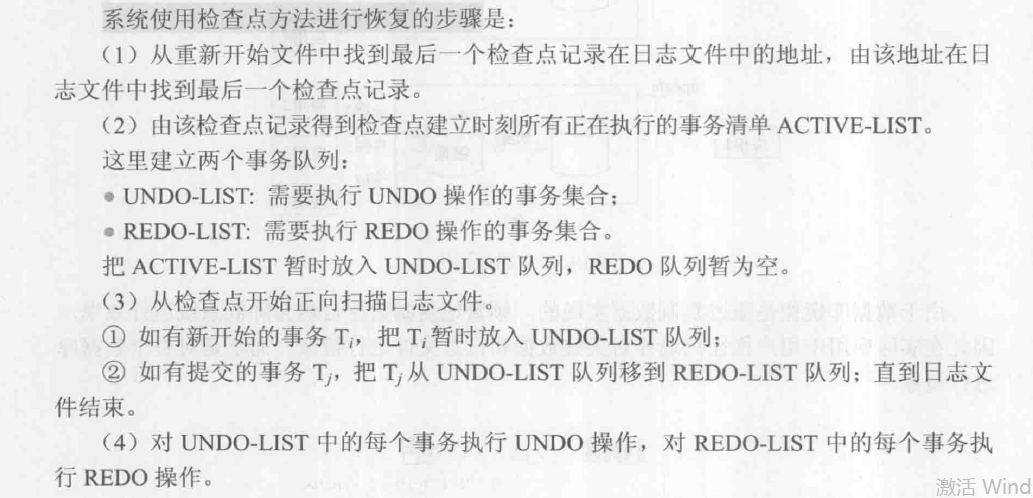 系统使用检查点方法进行恢复的步骤是：
（1）从重新开始文件中找到最后一个检查点记录在日志文件中的地址，由该地址在日
志文件中找到最后一个检查点记录。
（2）由该检查点记录得到检查点建立时刻所有正在执行的事务清单 ACTIVE-LIST。
这里建立两个事务队列：
● UNDO-LIST: 需要执行 UNDO 操作的事务集合；
● REDO-LIST: 需要执行 REDO 操作的事务集合。
把 ACTIVE-LIST 暂时放入 UNDO-LIST 队列，REDO 队列暂为空。
（3）从检查点开始正向扫描日志文件。
① 如有新开始的事务 Ti，把 Ti 暂时放入 UNDO-LIST 队列；
② 如有提交的事务 Tj，把 Tj 从 UNDO-LIST 队列移到 REDO-LIST 队列；直到日志文
件结束。
（4）对 UNDO-LIST 中的每个事务执行 UNDO 操作，对 REDO-LIST 中的每个事务执
行 REDO 操作。
激活 Wind